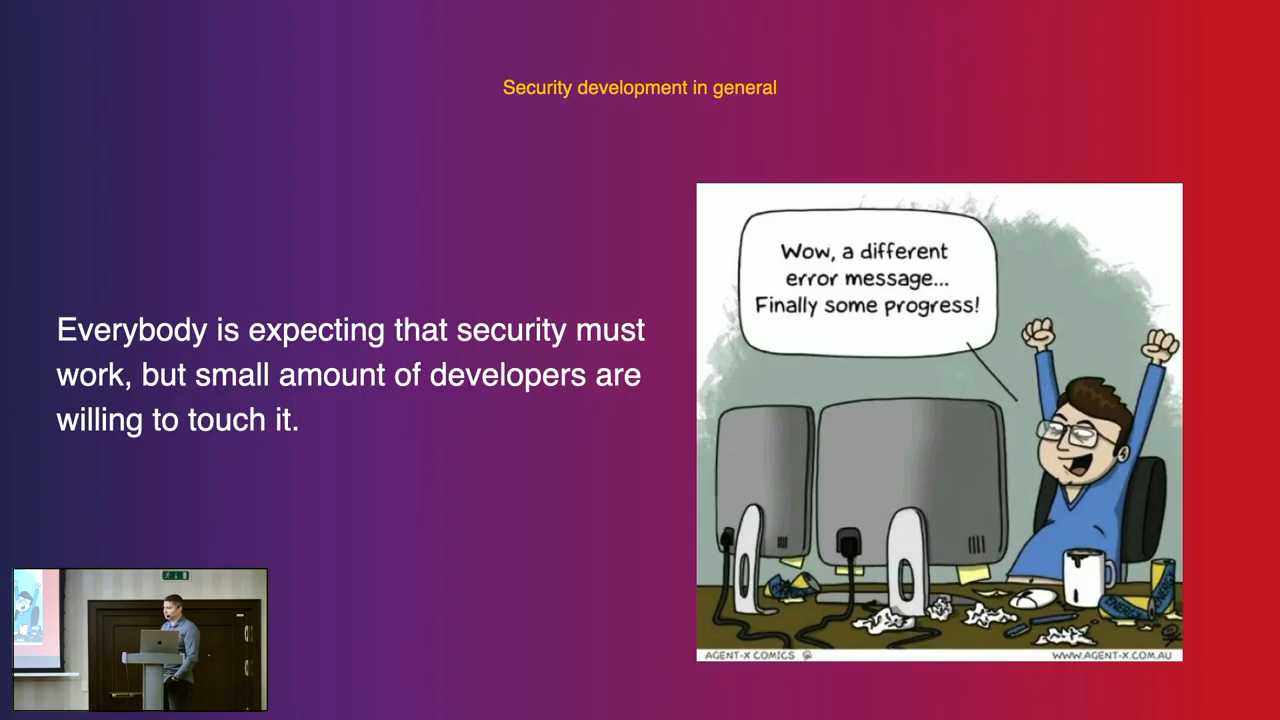 Security development in general
Everybody is expecting that security must
work, but small amount of developers are
willing to touch it.
Wow, a different
error message...
Finally some progress!
AGENT-X COMICS
WWW.AGENT-X.COM.AU